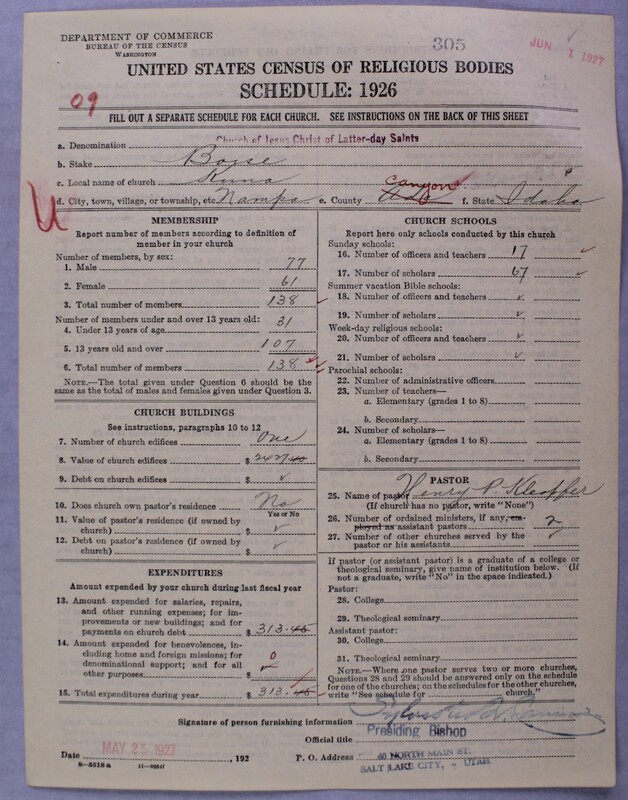 DEPARTMENT OF COMMERCE
BUREAU OF THE CENSUS
WASHINGTON
305
JUN 1 1927
UNITED STATES CENSUS OF RELIGIOUS BODIES
SCHEDULE: 1926
09
FILL OUT A SEPARATE SCHEDULE FOR EACH CHURCH. SEE INSTRUCTIONS ON THE BACK OF THIS SHEET
a. Denomination Church of Jesus Christ of Latter-day Saints
b. Stake Boise
c. Local name of church Kuna
d. City, town, village, or township, etc. Nampa e. County Ada Canyon f. State Idaho
MEMBERSHIP
Report number of members according to definition of
member in your church
Number of members, by sex:
1. Male 77
2. Female 61
3. Total number of members 138
Number of members under and over 13 years old:
4. Under 13 years of age 31
5. 13 years old and over 107
6. Total number of members 138
NOTE.—The total given under Question 6 should be
same as the total of males and females given under Question 3.
CHURCH BUILDINGS
See instructions, paragraphs 10 to 12
7. Number of church edifices One
8. Value of church edifices $
9. Debt on church edifices $ ✓
10. Does church own pastor's residence No
Yes or No
11. Value of pastor's residence (if owned by
church) $ ✓
12. Debt on pastor's residence (if owned by
church) $ ✓
EXPENDITURES
Amount expended by your church during last fiscal year
13. Amount expended for salaries, repairs,
and other running expenses; for im-
provements or new buildings; and for
payments on church debt $ 313.45
14. Amount expended for benevolences, in-
cluding home and foreign missions; for
denominational support; and for all
other purposes $ 0
15. Total expenditures during year $ 313.45
CHURCH SCHOOLS
Report here only schools conducted by this church
Sunday schools:
16. Number of officers and teachers 17
17. Number of scholars 67
Summer vacation Bible schools:
18. Number of officers and teachers ✓
19. Number of scholars ✓
Week-day religious schools:
20. Number of officers and teachers ✓
21. Number of scholars ✓
Parochial schools:
22. Number of administrative officers
23. Number of teachers—
a. Elementary (grades 1 to 8)
b. Secondary
24. Number of scholars—
a. Elementary (grades 1 to 8)
b. Secondary
PASTOR
25. Name of pastor Henry P Kloepfer
(If church has no pastor, write "None")
26. Number of ordained ministers, if any, em-
ployed as assistant pastors 2
27. Number of other churches served by the
pastor or his assistants
If pastor (or assistant pastor) is a graduate of a college or
theological seminary, give name of institution below. (If
not a graduate, write "No" in the space indicated.)
Pastor:
28. College
29. Theological seminary
Assistant pastor:
30. College
31. Theological seminary
NOTE.—Where one pastor serves two or more churches,
Questions 28 and 29 should be answered only on the schedule
for one of the churches; on the schedules for the other churches,
write "See schedule for church."
Signature of person furnishing information
Official title Presiding Bishop
Date MAY 25 1927, 192 P. O. Address 40 NORTH MAIN ST.
SALT LAKE CITY, - UTAH.
8-5518 a